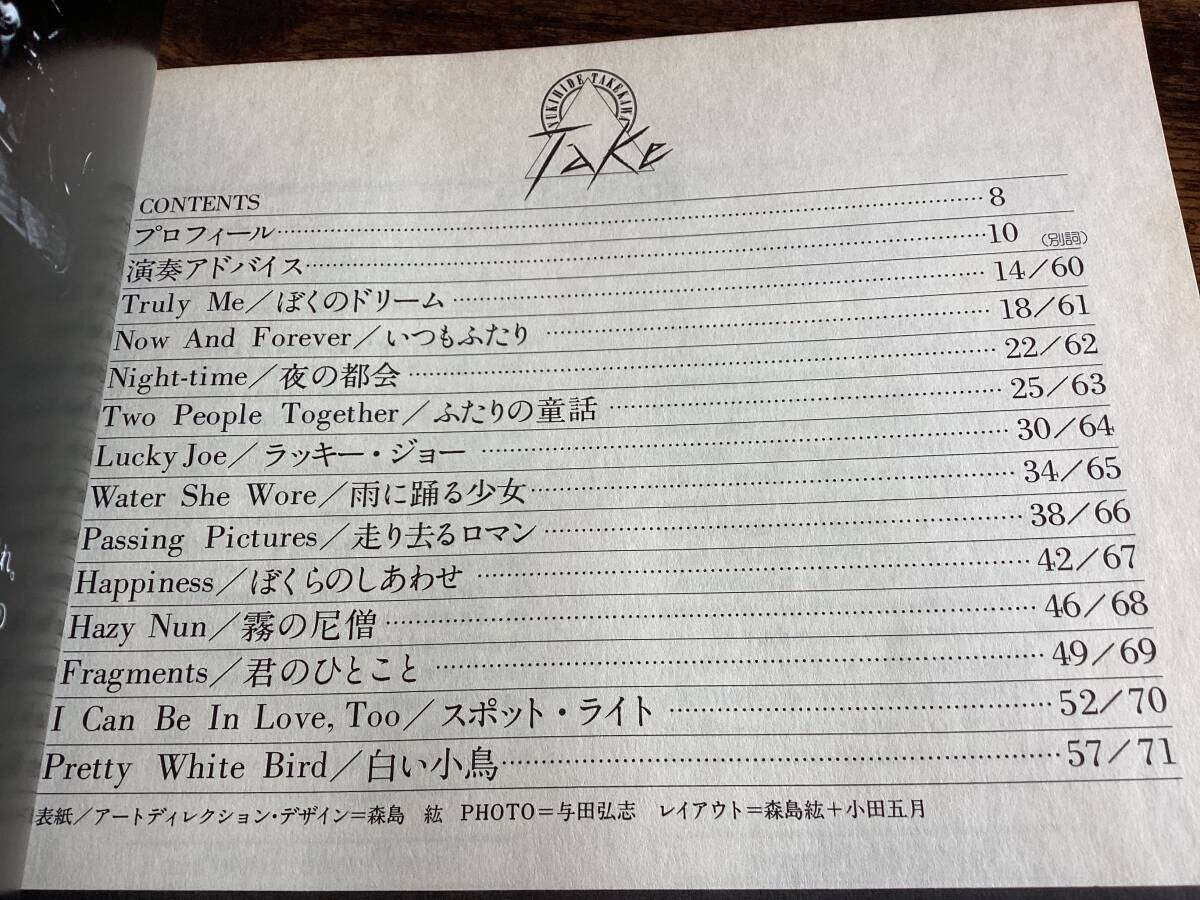 YUKIHIDE TAKEKAWA
TaKe
CONTENTS
プロフィール 8
演奏アドバイス 10
(別詞)
Truly Me/ぼくのドリーム 14/60
Now And Forever/いつもふたり 18/61
Night-time/夜の都会 22/62
Two People Together/ふたりの童話 25/63
Lucky Joe/ラッキー・ジョー 30/64
Water She Wore/雨に踊る少女 34/65
Passing Pictures/走り去るロマン 38/66
Happiness/ぼくらのしあわせ 42/67
Hazy Nun/霧の尼僧 46/68
Fragments/君のひとこと 49/69
I Can Be In Love, Too/スポット・ライト 52/70
Pretty White Bird/白い小鳥 57/71
表紙/アートディレクション・デザイン=森島 紘 PHOTO=与田弘志 レイアウト=森島紘+小田五月